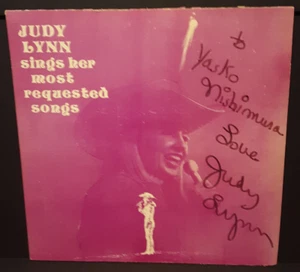 JUDY
LYNN
sings her
most
requested
songs
to
Yasko
Nishimura
Love
Judy
Lynn